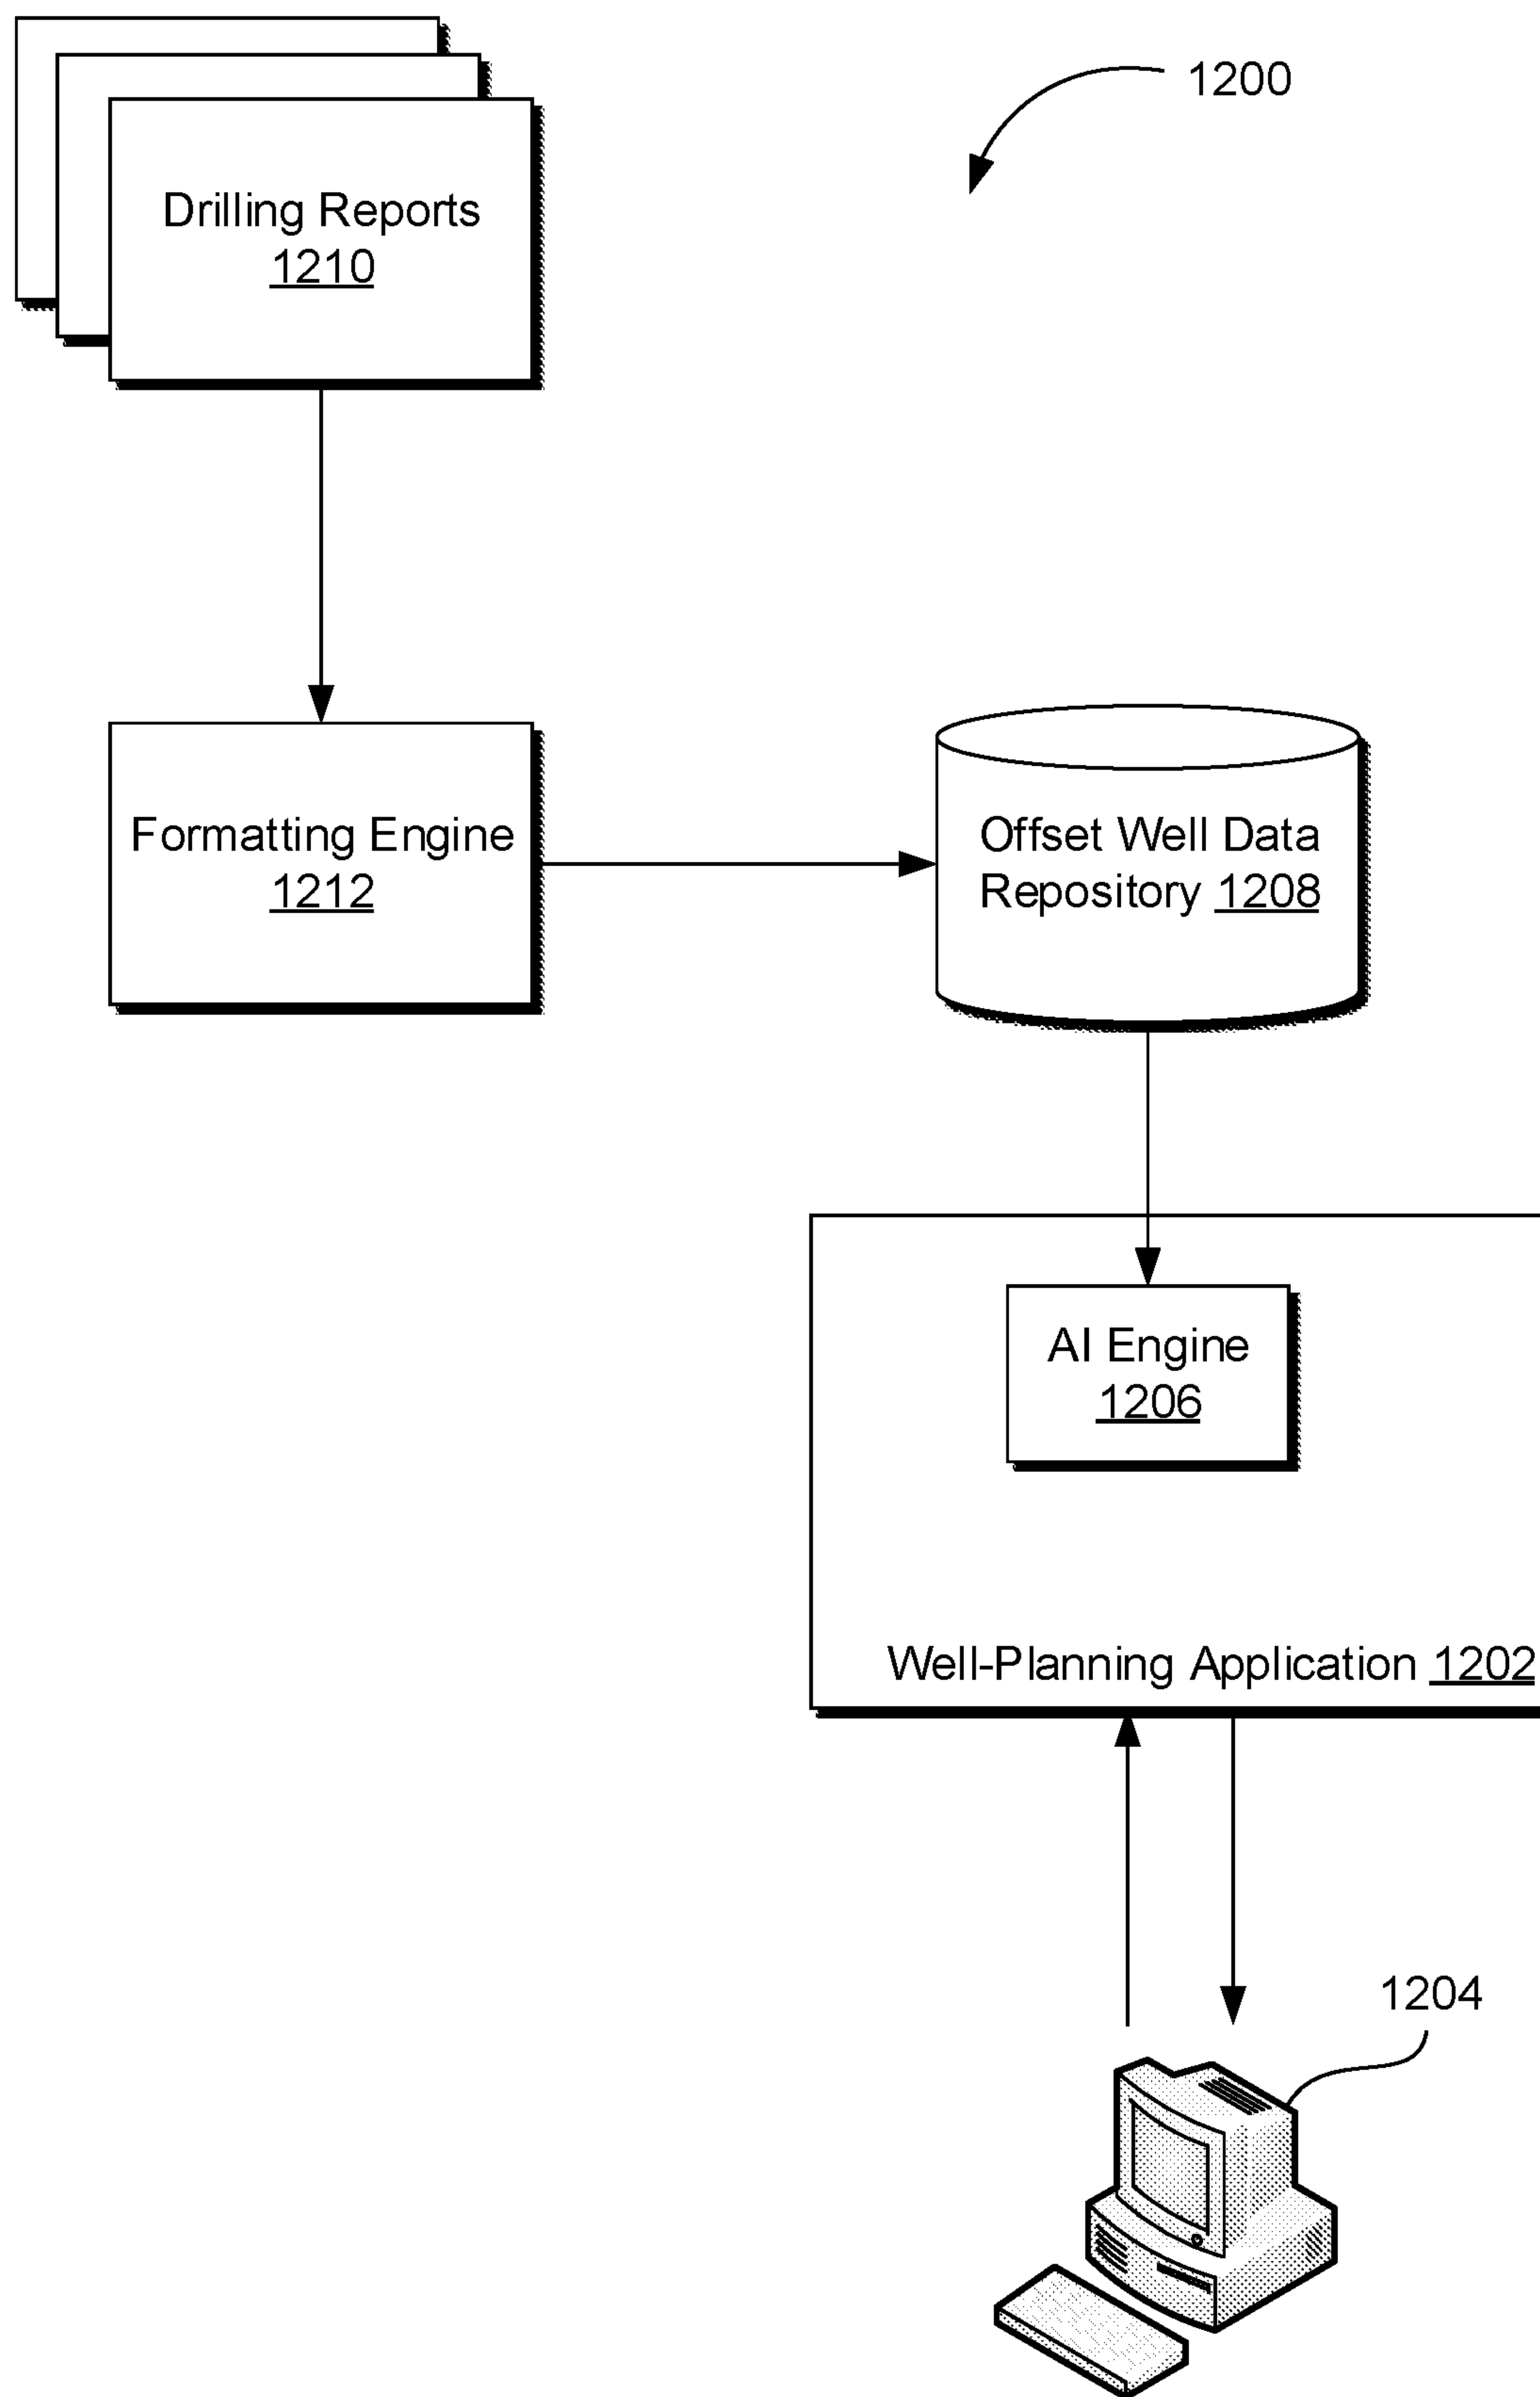 1200
Drilling Reports
1210
Formatting Engine
1212
Offset Well Data
Repository 1208
AI Engine
1206
Well-Planning Application 1202
1204